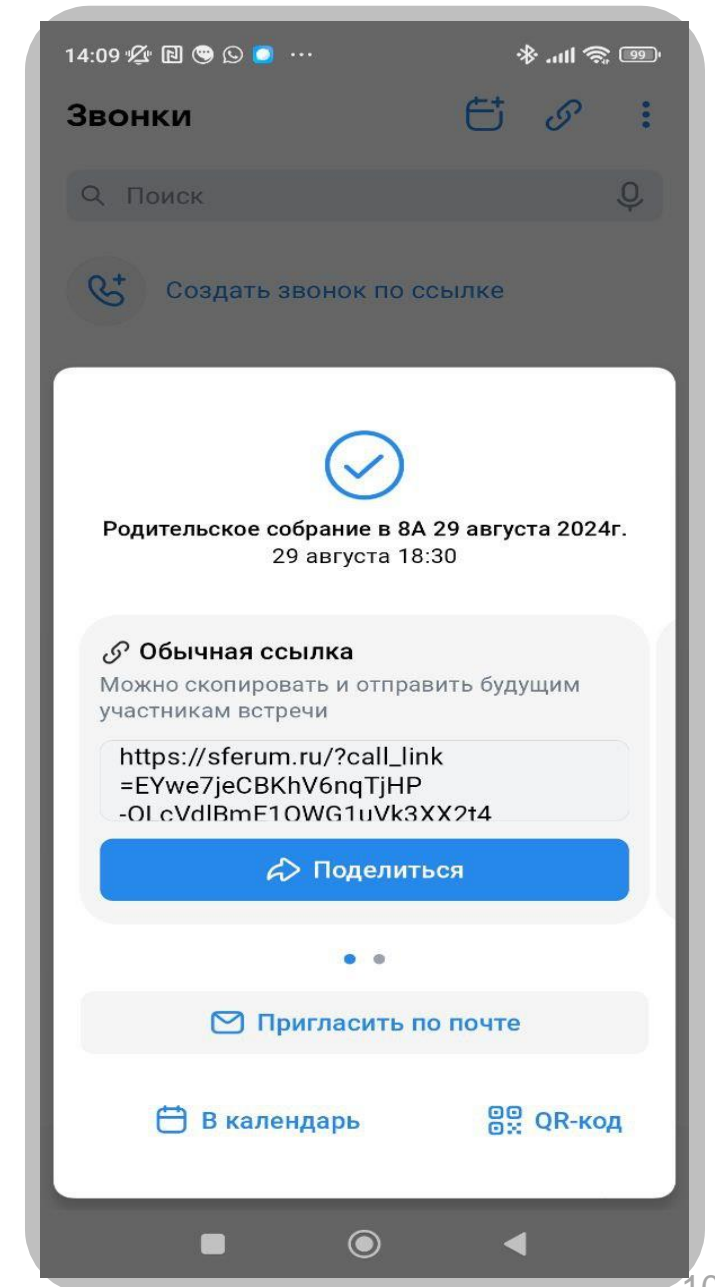 14:09 ... 99
Звонки
Поиск
Создать звонок по ссылке
Родительское собрание в 8А 29 августа 2024г.
29 августа 18:30
Обычная ссылка
Можно скопировать и отправить будущим
участникам встречи
https://sferum.ru/?call_link
=EYwe7jeCBKhV6nqTjHP
Поделиться
Пригласить по почте
В календарь QR-код